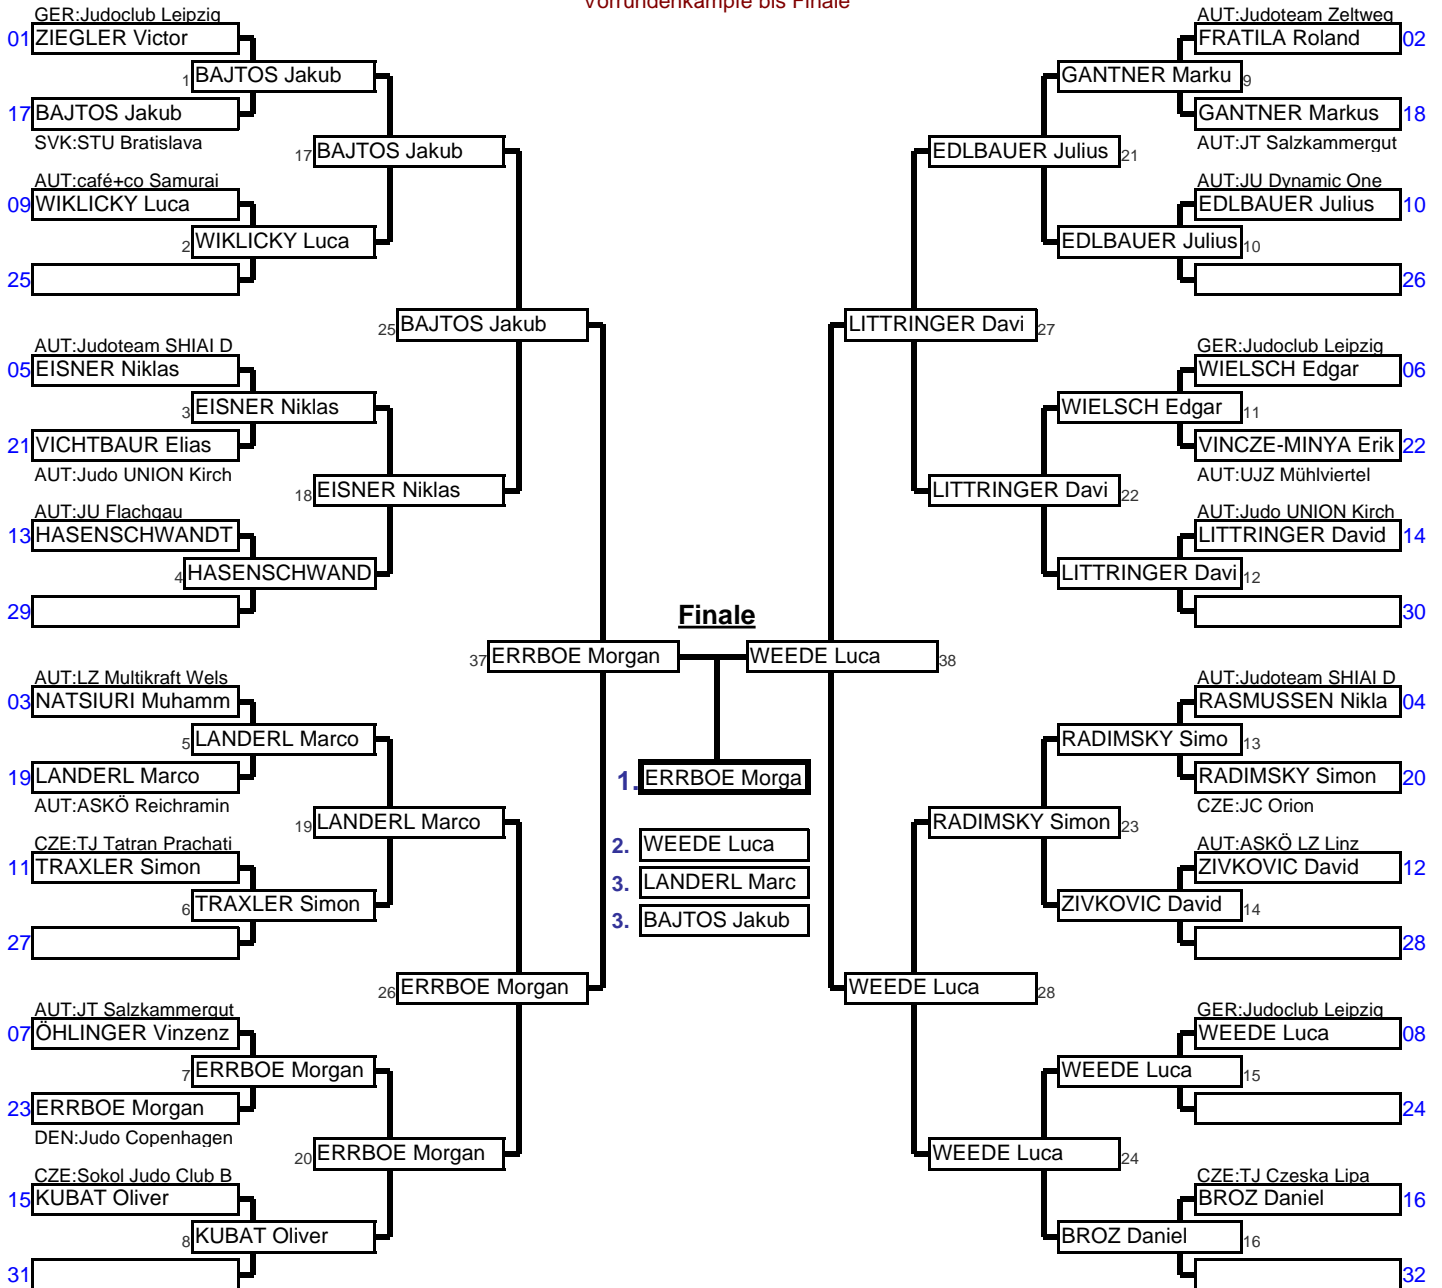 Vorrundenkämpfe bis Finale
GER:Judoclub Leipzig
01 ZIEGLER Victor
1 BAJTOS Jakub
17 BAJTOS Jakub
SVK:STU Bratislava
17 BAJTOS Jakub
AUT:café+co Samurai
09 WIKLICKY Luca
2 WIKLICKY Luca
25
25 BAJTOS Jakub
AUT:Judoteam SHIAI D
05 EISNER Niklas
3 EISNER Niklas
21 VICHTBAUR Elias
AUT:Judo UNION Kirch
18 EISNER Niklas
AUT:JU Flachgau
13 HASENSCHWANDT
4 HASENSCHWAND
29
37 ERRBOE Morgan
AUT:LZ Multikraft Wels
03 NATSIURI Muhamm
5 LANDERL Marco
19 LANDERL Marco
AUT:ASKÖ Reichramin
19 LANDERL Marco
CZE:TJ Tatran Prachati
11 TRAXLER Simon
6 TRAXLER Simon
27
26 ERRBOE Morgan
AUT:JT Salzkammergut
07 ÖHLINGER Vinzenz
7 ERRBOE Morgan
23 ERRBOE Morgan
DEN:Judo Copenhagen
20 ERRBOE Morgan
CZE:Sokol Judo Club B
15 KUBAT Oliver
8 KUBAT Oliver
31
Finale
1. ERRBOE Morga
2. WEEDE Luca
3. LANDERL Marc
3. BAJTOS Jakub
AUT:Judoteam Zeltweg
FRATILA Roland 02
GANTNER Marku 9
GANTNER Markus 18
AUT:JT Salzkammergut
EDLBAUER Julius 21
AUT:JU Dynamic One
EDLBAUER Julius 10
EDLBAUER Julius 10
26
LITTRINGER Davi 27
GER:Judoclub Leipzig
WIELSCH Edgar 06
WIELSCH Edgar 11
VINCZE-MINYA Erik 22
AUT:UJZ Mühlviertel
LITTRINGER Davi 22
AUT:Judo UNION Kirch
LITTRINGER David 14
LITTRINGER Davi 12
30
WEEDE Luca 38
AUT:Judoteam SHIAI D
RASMUSSEN Nikla 04
RADIMSKY Simo 13
RADIMSKY Simon 20
CZE:JC Orion
RADIMSKY Simon 23
AUT:ASKÖ LZ Linz
ZIVKOVIC David 12
ZIVKOVIC David 14
28
WEEDE Luca 28
GER:Judoclub Leipzig
WEEDE Luca 08
WEEDE Luca 15
24
WEEDE Luca 24
CZE:TJ Czeska Lipa
BROZ Daniel 16
BROZ Daniel 16
32